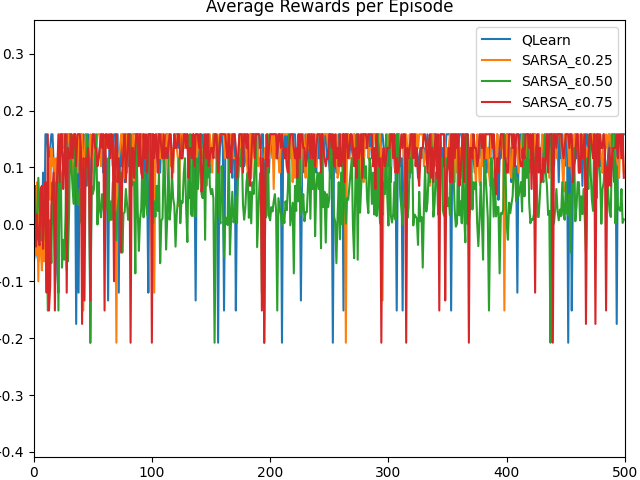 Average Rewards per Episode
QLearn
SARSA_ε0.25
SARSA_ε0.50
SARSA_ε0.75
0.3
0.2
0.1
0.0
-0.1
-0.2
-0.3
-0.4
0 100 200 300 400 500